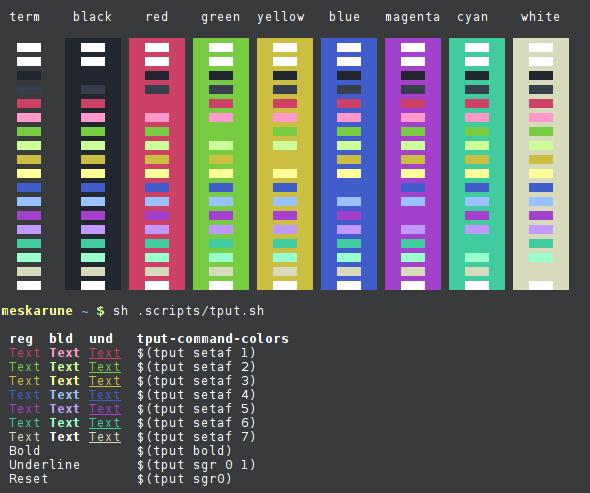 term black red green yellow blue magenta cyan white
meskarune ~ $ sh .scripts/tput.sh
reg bld und tput-command-colors
Text Text Text $(tput setaf 1)
Text Text Text $(tput setaf 2)
Text Text Text $(tput setaf 3)
Text Text Text $(tput setaf 4)
Text Text Text $(tput setaf 5)
Text Text Text $(tput setaf 6)
Text Text Text $(tput setaf 7)
Bold $(tput bold)
Underline $(tput sgr 0 1)
Reset $(tput sgr0)